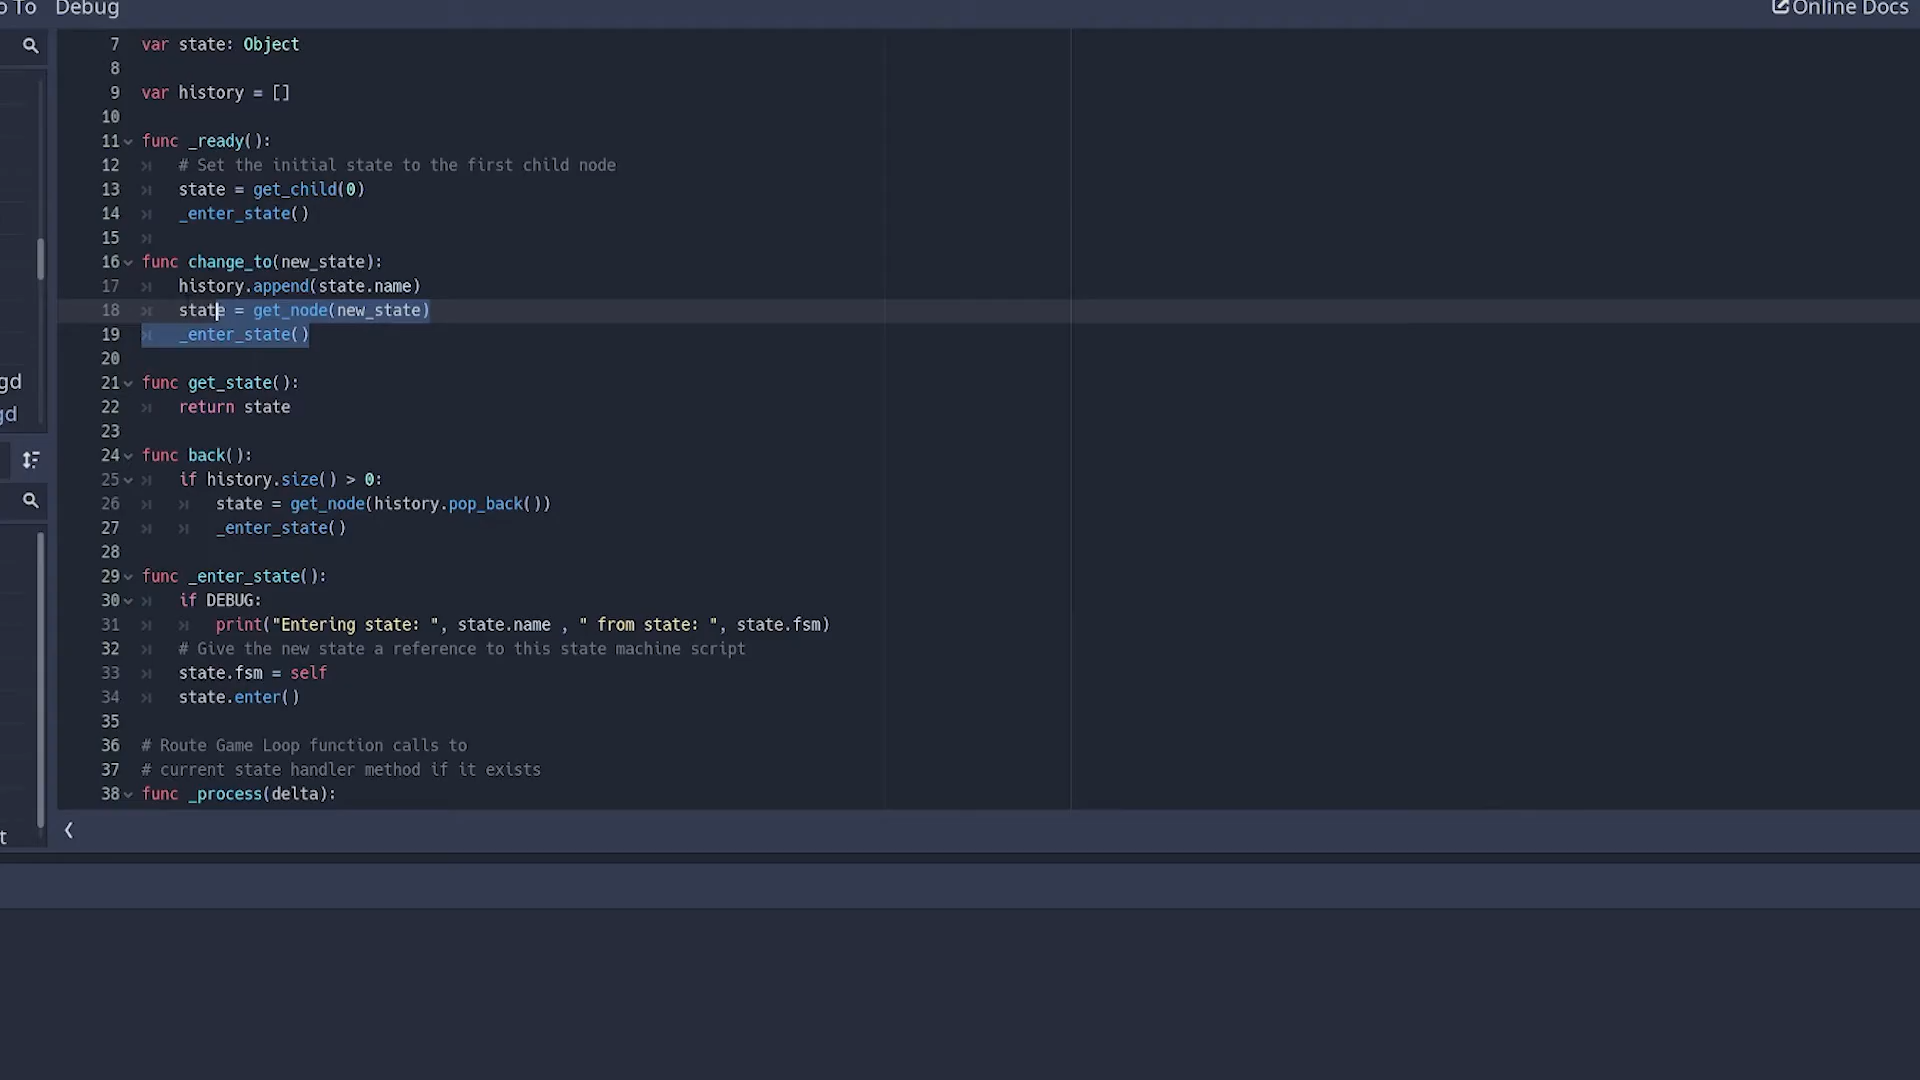 o To Debug Online Docs
7 var state: Object
8
9 var history = []
10
11 func _ready():
12 # Set the initial state to the first child node
13 state = get_child(0)
14 _enter_state()
15
16 func change_to(new_state):
17 history.append(state.name)
18 state = get_node(new_state)
19 _enter_state()
20
21 func get_state():
22 return state
23
24 func back():
25 if history.size() > 0:
26 state = get_node(history.pop_back())
27 _enter_state()
28
29 func _enter_state():
30 if DEBUG:
31 print("Entering state: ", state.name , " from state: ", state.fsm)
32 # Give the new state a reference to this state machine script
33 state.fsm = self
34 state.enter()
35
36 # Route Game Loop function calls to
37 # current state handler method if it exists
38 func _process(delta):
gd
gd
t